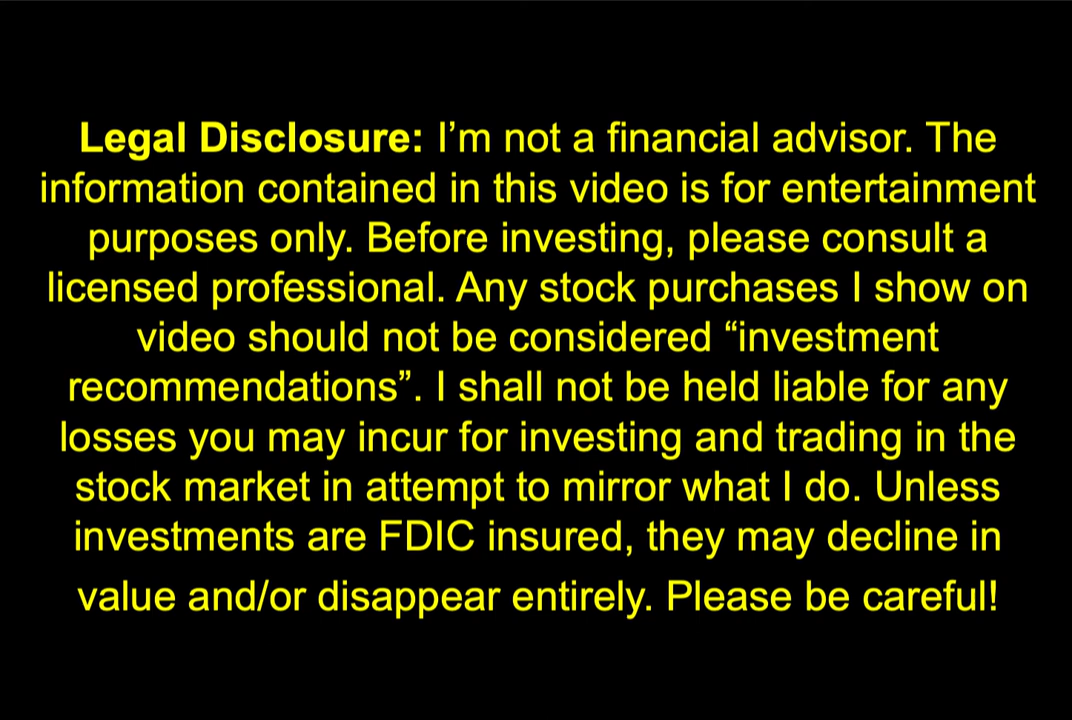 Legal Disclosure: I’m not a financial advisor. The
information contained in this video is for entertainment
purposes only. Before investing, please consult a
licensed professional. Any stock purchases I show on
video should not be considered “investment
recommendations”. I shall not be held liable for any
losses you may incur for investing and trading in the
stock market in attempt to mirror what I do. Unless
investments are FDIC insured, they may decline in
value and/or disappear entirely. Please be careful!